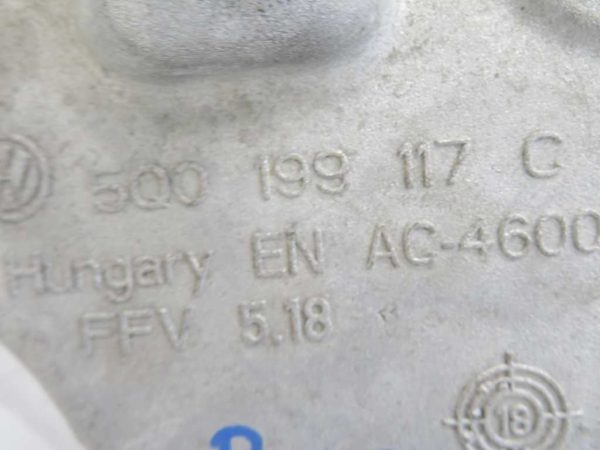 5Q0 199 117 C
Hungary EN AC-4600
FFV 5.18
18